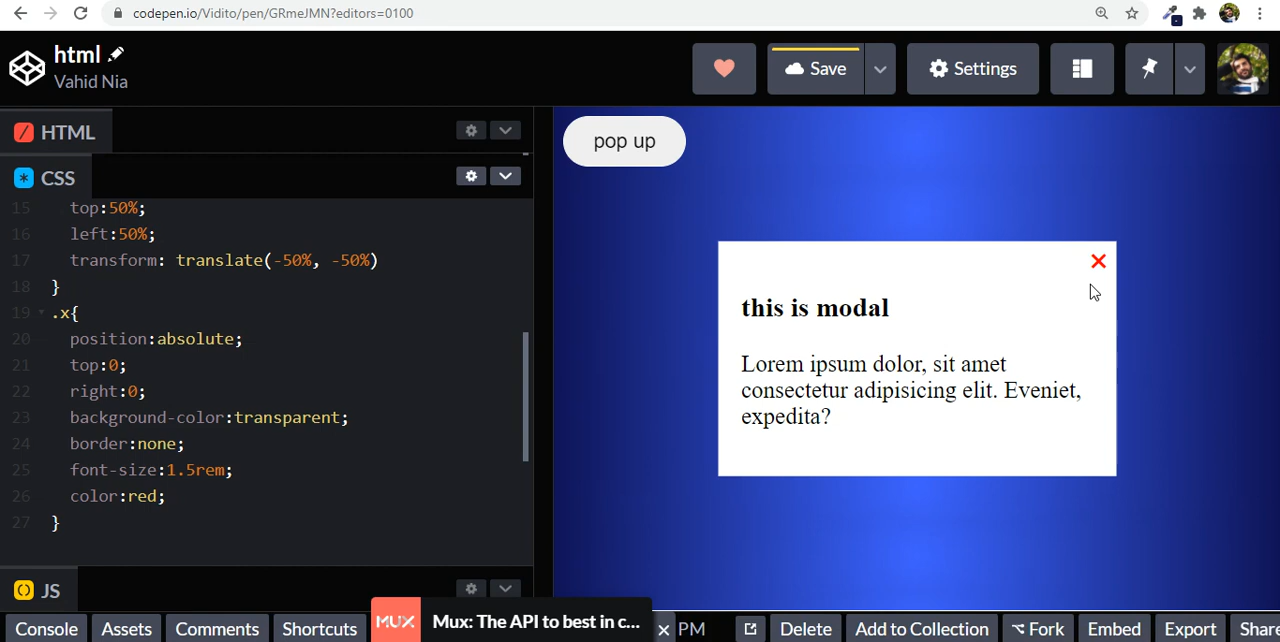 codepen.io/Vidito/pen/GRmeJMN?editors=0100
html
Vahid Nia
Save
Settings
HTML
CSS
15 top:50%;
16 left:50%;
17 transform: translate(-50%, -50%)
18 }
19 .x{
20 position:absolute;
21 top:0;
22 right:0;
23 background-color:transparent;
24 border:none;
25 font-size:1.5rem;
26 color:red;
27 }
JS
pop up
×
this is modal
Lorem ipsum dolor, sit amet
consectetur adipisicing elit. Eveniet,
expedita?
Console Assets Comments Shortcuts MUX Mux: The API to best in c... × PM Delete Add to Collection Fork Embed Export Share